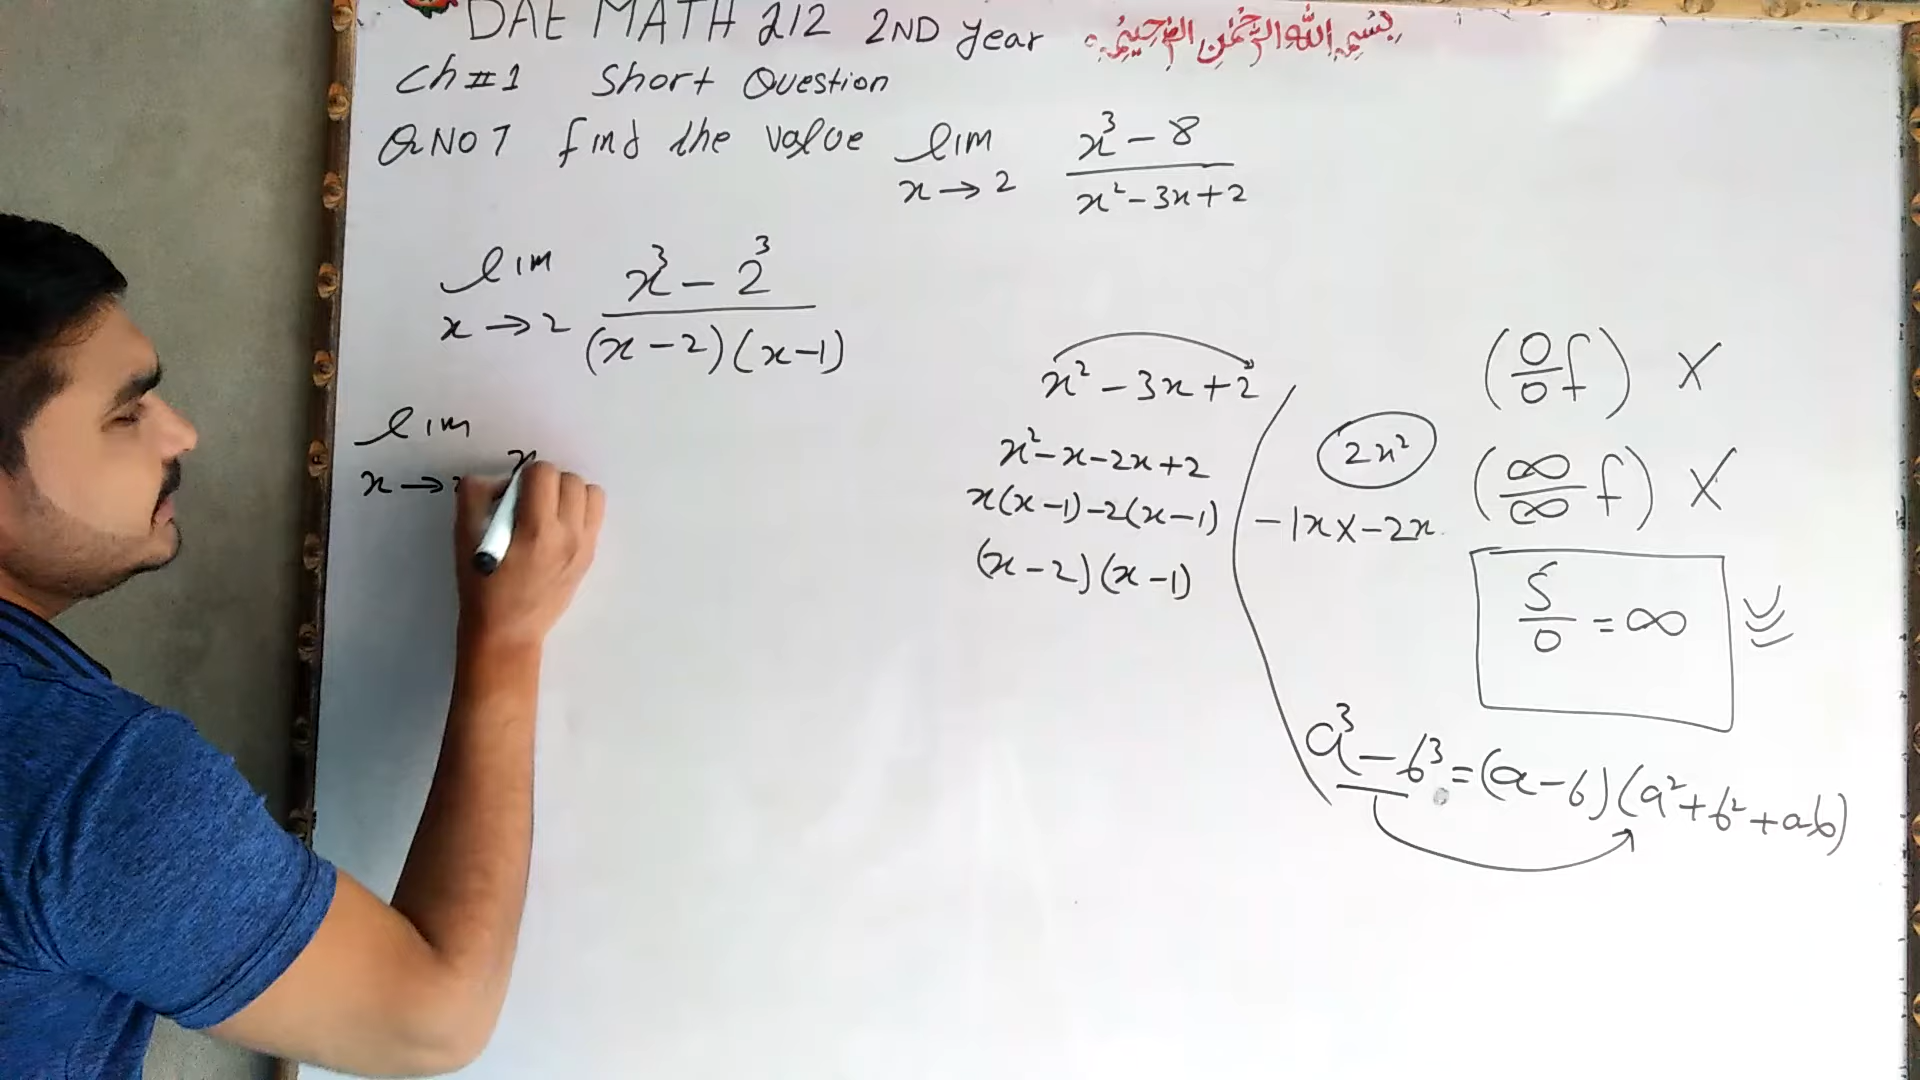 DAE MATH 212 2ND Year بسم الله الرحمن الرحيم
Ch#1 Short Question
Q NO 7 find the value lim x→2 (x³ - 8)/(x² - 3x + 2)
lim x→2 (x³ - 2³)/((x-2)(x-1))
lim x→
x
x² - 3x + 2
x² - x - 2x + 2
x(x-1) - 2(x-1)
(x-2)(x-1)
2x²
-1x × -2x
(0/0 f) ×
(∞/∞ f) ×
5/0 = ∞
a³ - b³ = (a-b)(a² + b² + ab)